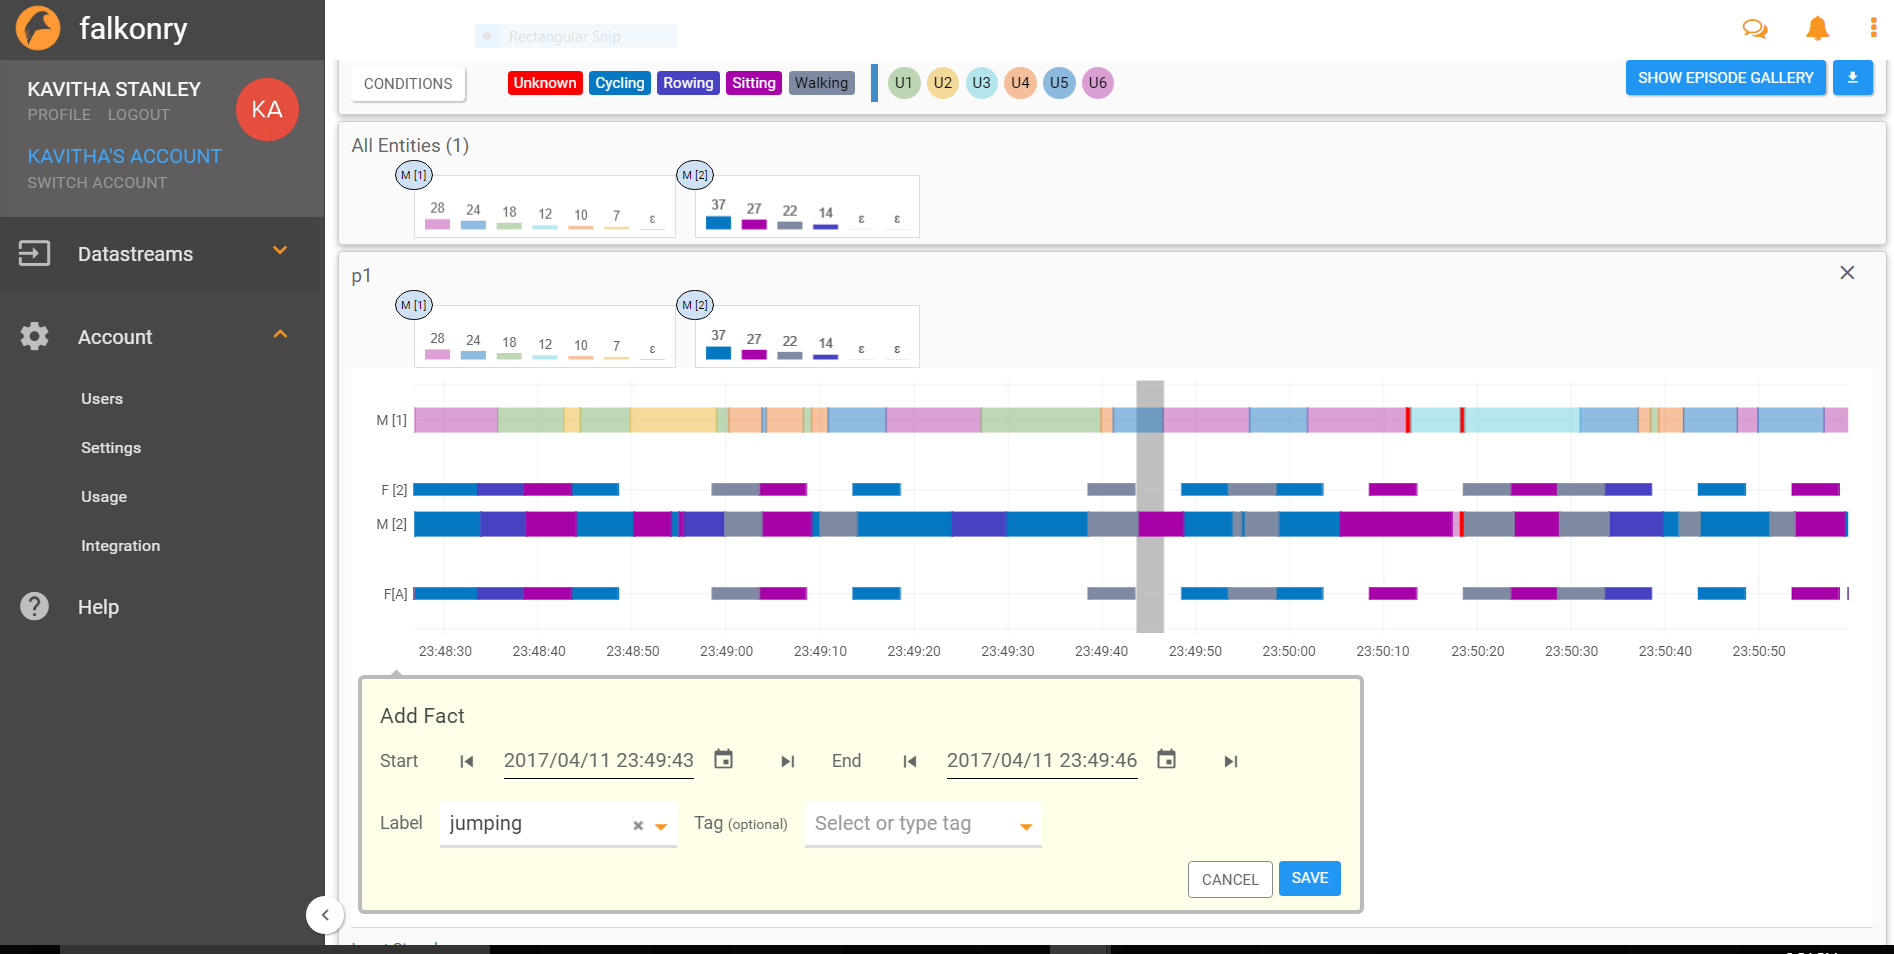 falkonry
Rectangular Snip
KAVITHA STANLEY
PROFILE LOGOUT
KA
KAVITHA'S ACCOUNT
SWITCH ACCOUNT
Datastreams
Account
Users
Settings
Usage
Integration
Help
CONDITIONS Unknown Cycling Rowing Sitting Walking U1 U2 U3 U4 U5 U6 SHOW EPISODE GALLERY
All Entities (1)
M [1] M [2]
28 24 18 12 10 7 ε 37 27 22 14 ε ε
p1
M [1] M [2]
28 24 18 12 10 7 ε 37 27 22 14 ε ε
M [1]
F [2]
M [2]
F[A]
23:48:30 23:48:40 23:48:50 23:49:00 23:49:10 23:49:20 23:49:30 23:49:40 23:49:50 23:50:00 23:50:10 23:50:20 23:50:30 23:50:40 23:50:50
Add Fact
Start 2017/04/11 23:49:43 End 2017/04/11 23:49:46
Label jumping Tag (optional) Select or type tag
CANCEL SAVE